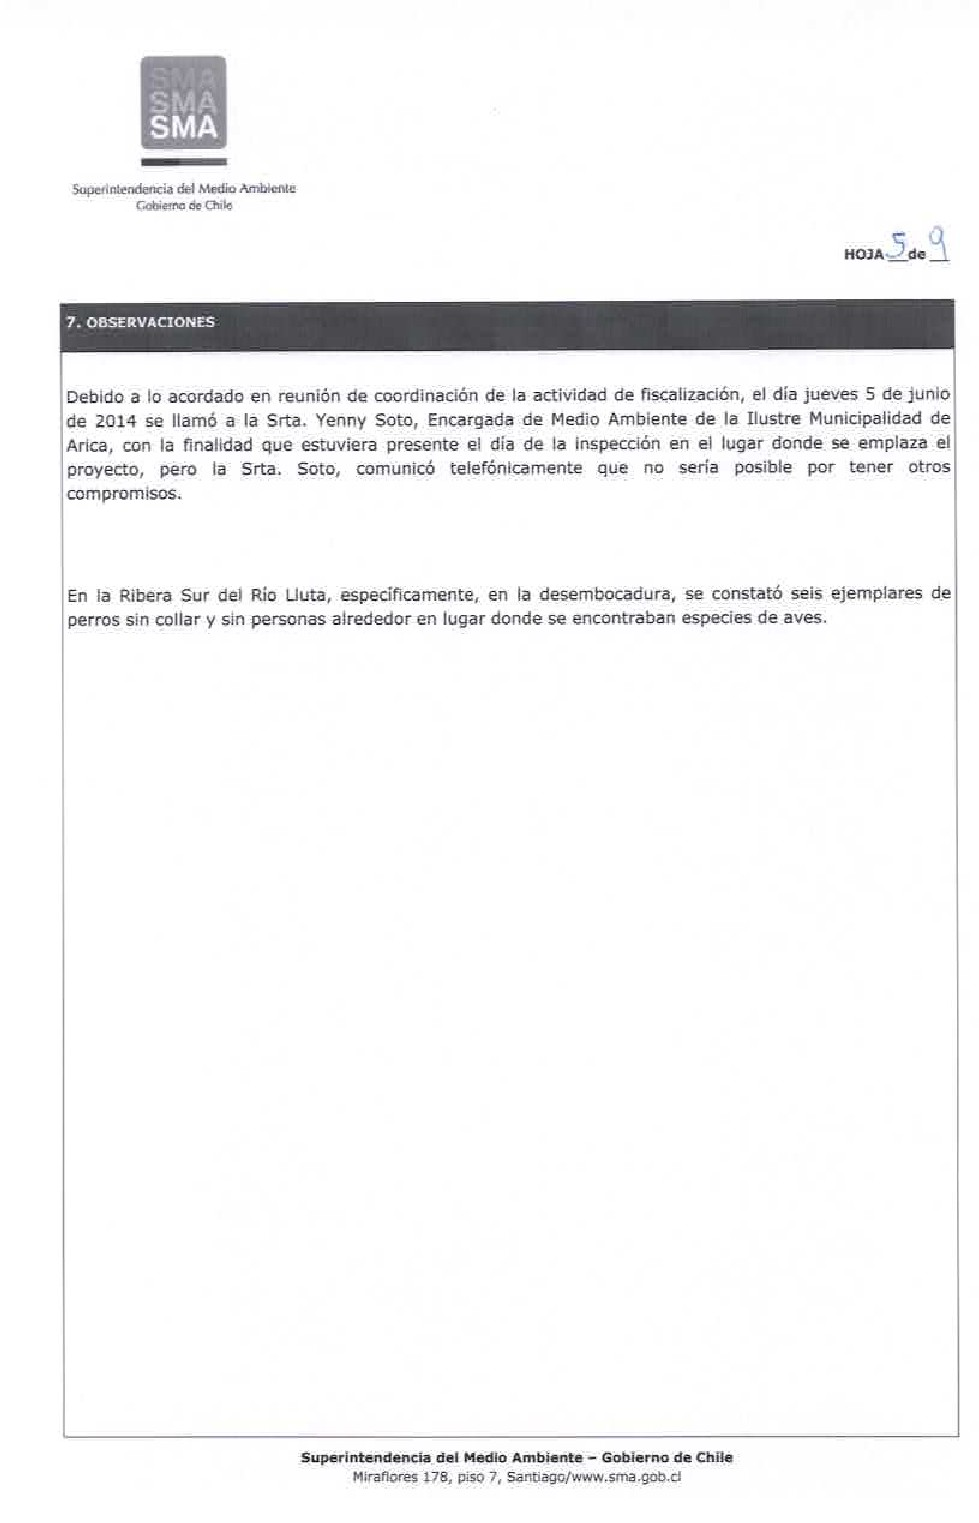 SMA
SMA
SMA
Superintendencia del Medio Ambiente
Gobierno de Chile
HOJA 5 de 9
7. OBSERVACIONES
Debido a lo acordado en reunión de coordinación de la actividad de fiscalización, el día jueves 5 de junio
de 2014 se llamó a la Srta. Yenny Soto, Encargada de Medio Ambiente de la Ilustre Municipalidad de
Arica, con la finalidad que estuviera presente el día de la inspección en el lugar donde se emplaza el
proyecto, pero la Srta. Soto, comunicó telefónicamente que no sería posible por tener otros
compromisos.
En la Ribera Sur del Río Lluta, específicamente, en la desembocadura, se constató seis ejemplares de
perros sin collar y sin personas alrededor en lugar donde se encontraban especies de aves.
Superintendencia del Medio Ambiente – Gobierno de Chile
Miraflores 178, piso 7, Santiago/www.sma.gob.cl